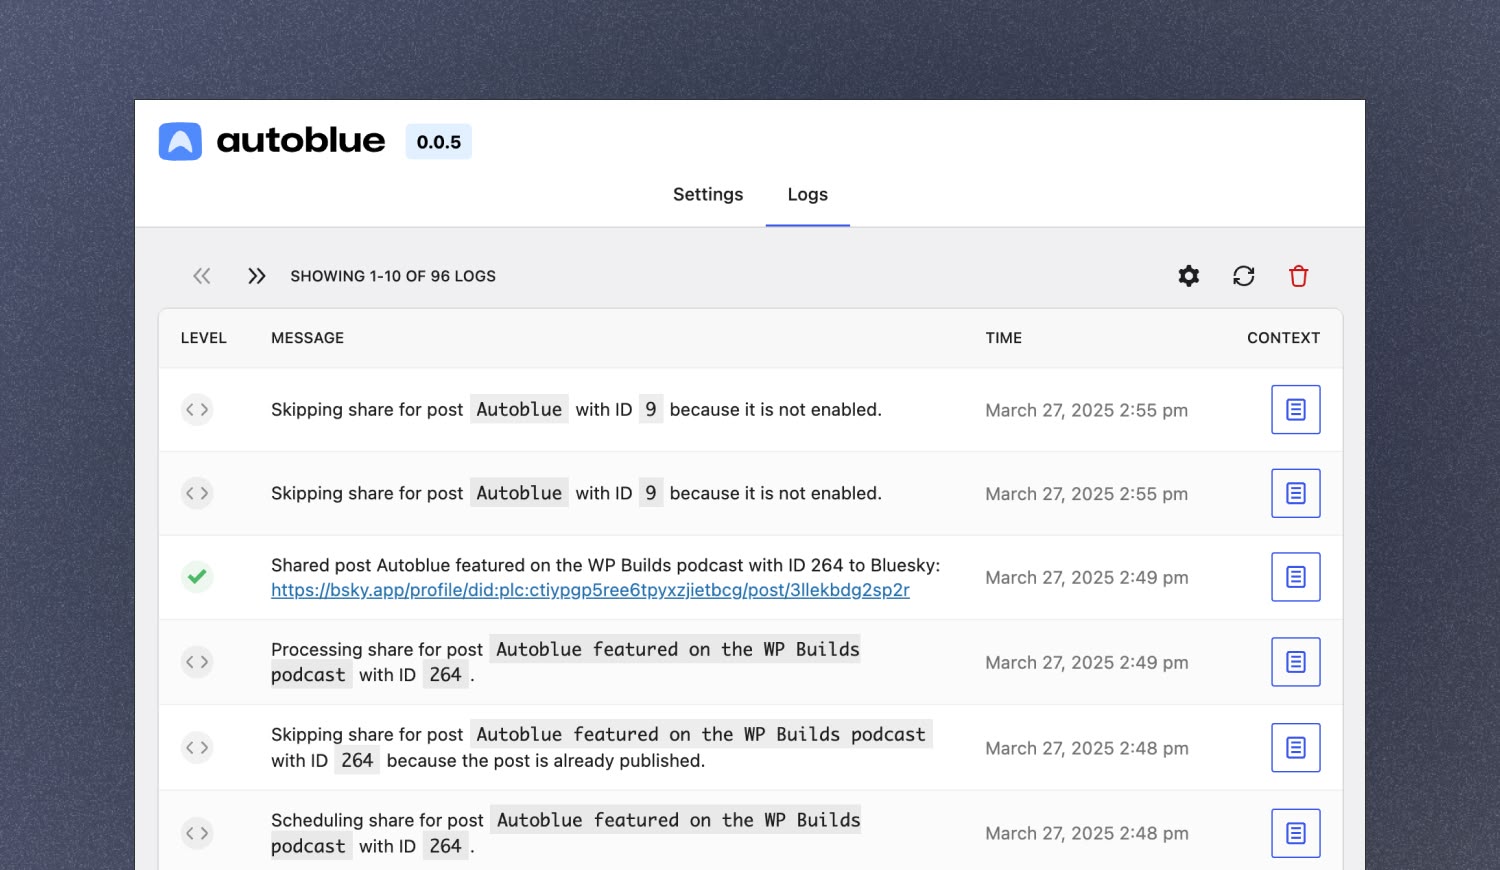 autoblue 0.0.5
Settings Logs
SHOWING 1-10 OF 96 LOGS
LEVEL MESSAGE TIME CONTEXT
Skipping share for post Autoblue with ID 9 because it is not enabled. March 27, 2025 2:55 pm
Skipping share for post Autoblue with ID 9 because it is not enabled. March 27, 2025 2:55 pm
Shared post Autoblue featured on the WP Builds podcast with ID 264 to Bluesky:
https://bsky.app/profile/did:plc:ctiypgp5ree6tpyxzjietbcg/post/3llekbdg2sp2r
March 27, 2025 2:49 pm
Processing share for post Autoblue featured on the WP Builds
podcast with ID 264 .
March 27, 2025 2:49 pm
Skipping share for post Autoblue featured on the WP Builds podcast
with ID 264 because the post is already published.
March 27, 2025 2:48 pm
Scheduling share for post Autoblue featured on the WP Builds
podcast with ID 264 .
March 27, 2025 2:48 pm